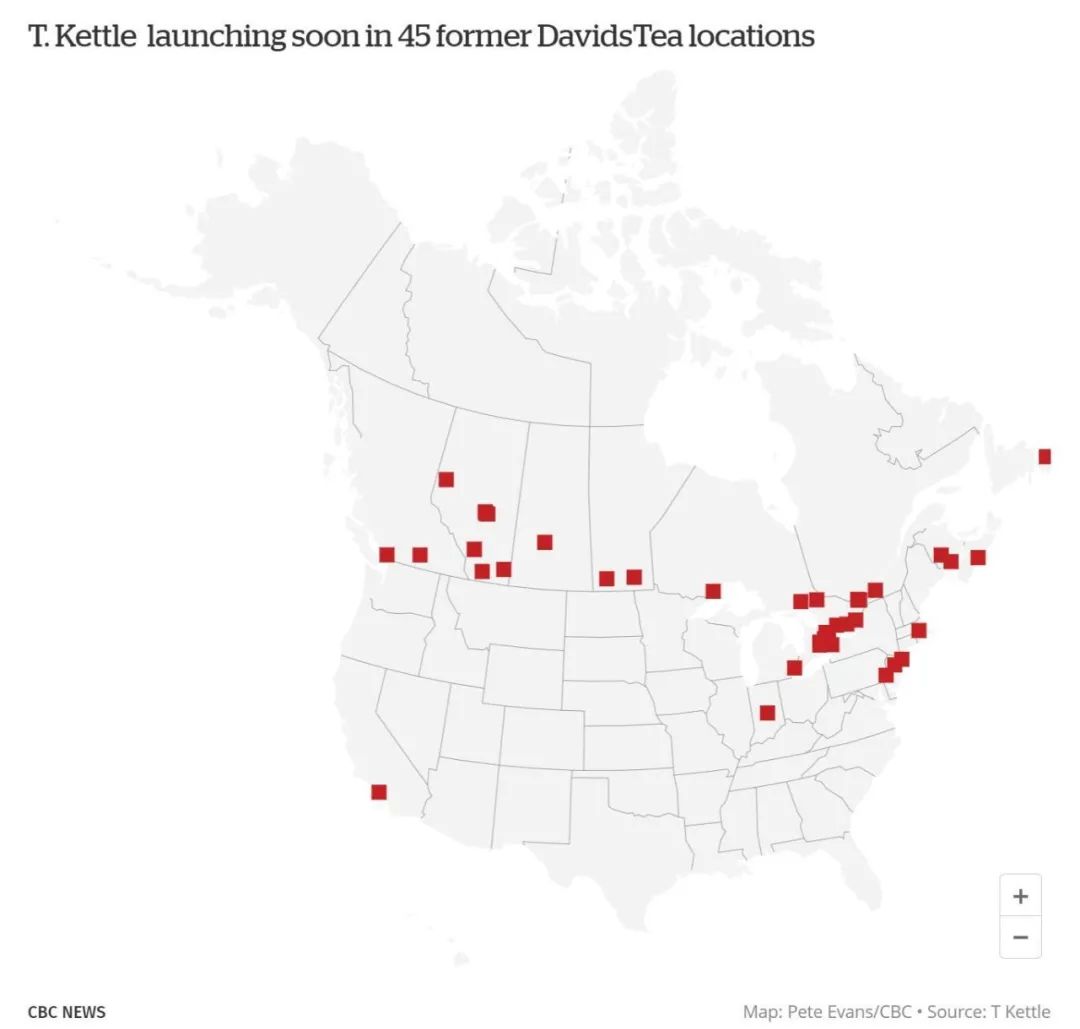 T. Kettle launching soon in 45 former DavidsTea locations
+
−
CBC NEWS
Map: Pete Evans/CBC • Source: T Kettle